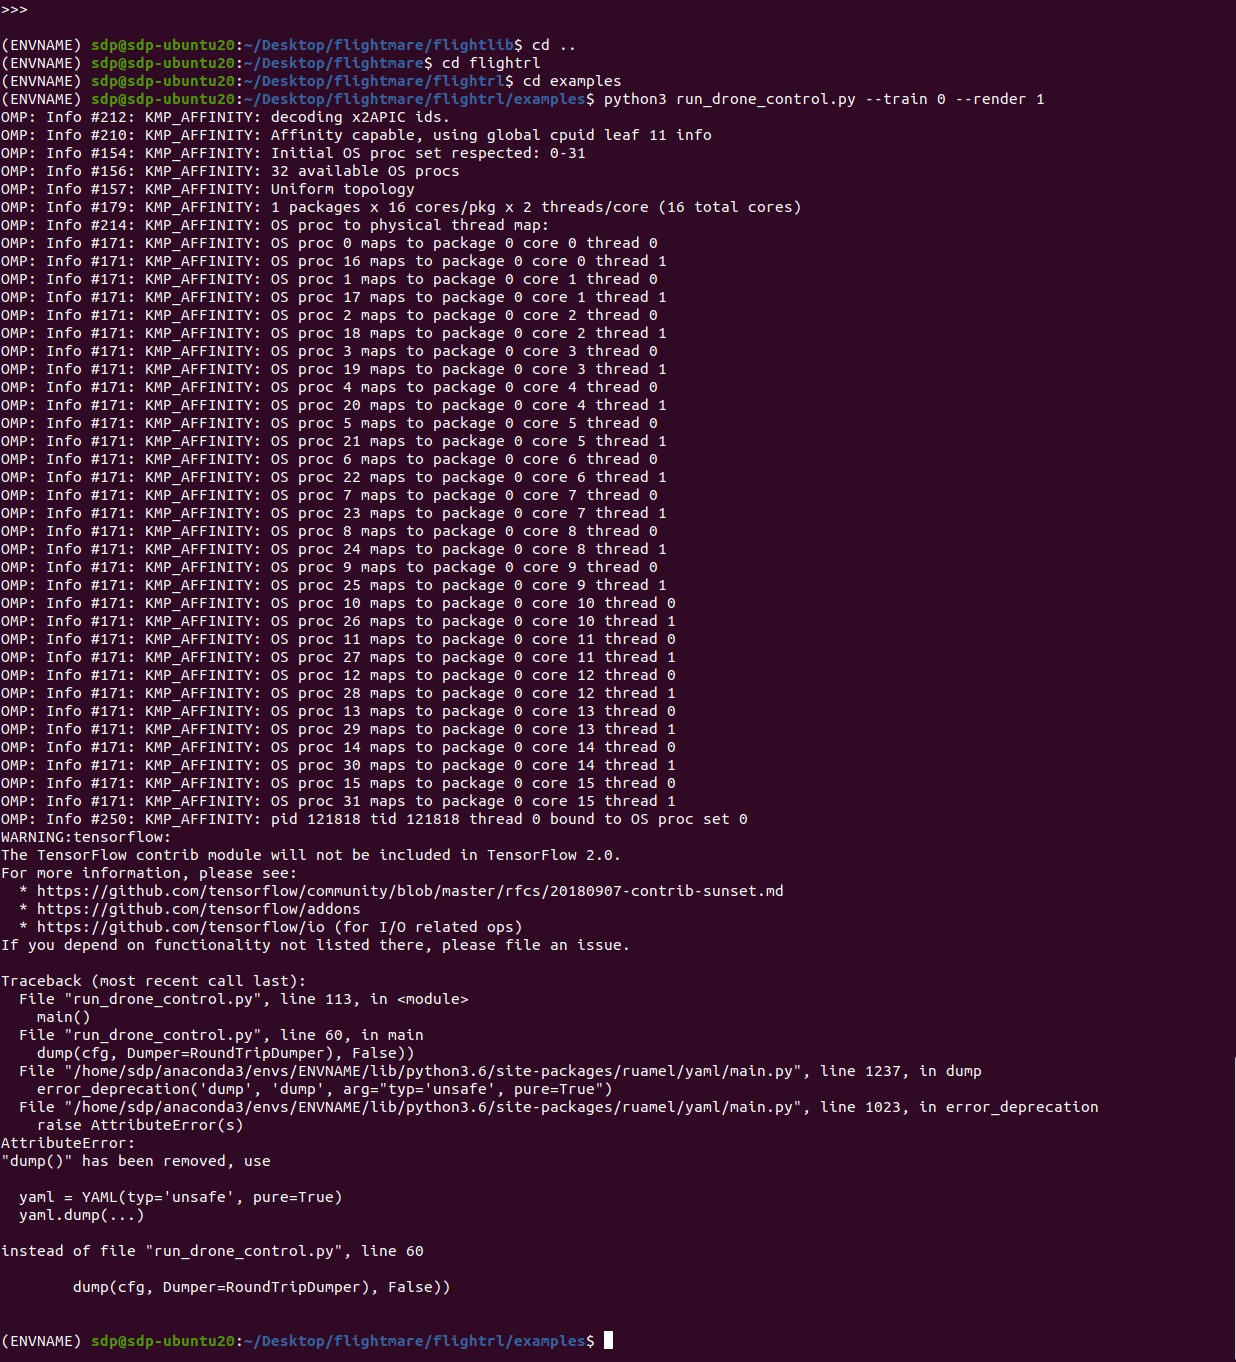 >>>
(ENVNAME) sdp@sdp-ubuntu20:~/Desktop/flightmare/flightlib$ cd ..
(ENVNAME) sdp@sdp-ubuntu20:~/Desktop/flightmare$ cd flightrl
(ENVNAME) sdp@sdp-ubuntu20:~/Desktop/flightmare/flightrl$ cd examples
(ENVNAME) sdp@sdp-ubuntu20:~/Desktop/flightmare/flightrl/examples$ python3 run_drone_control.py --train 0 --render 1
OMP: Info #212: KMP_AFFINITY: decoding x2APIC ids.
OMP: Info #210: KMP_AFFINITY: Affinity capable, using global cpuid leaf 11 info
OMP: Info #154: KMP_AFFINITY: Initial OS proc set respected: 0-31
OMP: Info #156: KMP_AFFINITY: 32 available OS procs
OMP: Info #157: KMP_AFFINITY: Uniform topology
OMP: Info #179: KMP_AFFINITY: 1 packages x 16 cores/pkg x 2 threads/core (16 total cores)
OMP: Info #214: KMP_AFFINITY: OS proc to physical thread map:
OMP: Info #171: KMP_AFFINITY: OS proc 0 maps to package 0 core 0 thread 0
OMP: Info #171: KMP_AFFINITY: OS proc 16 maps to package 0 core 0 thread 1
OMP: Info #171: KMP_AFFINITY: OS proc 1 maps to package 0 core 1 thread 0
OMP: Info #171: KMP_AFFINITY: OS proc 17 maps to package 0 core 1 thread 1
OMP: Info #171: KMP_AFFINITY: OS proc 2 maps to package 0 core 2 thread 0
OMP: Info #171: KMP_AFFINITY: OS proc 18 maps to package 0 core 2 thread 1
OMP: Info #171: KMP_AFFINITY: OS proc 3 maps to package 0 core 3 thread 0
OMP: Info #171: KMP_AFFINITY: OS proc 19 maps to package 0 core 3 thread 1
OMP: Info #171: KMP_AFFINITY: OS proc 4 maps to package 0 core 4 thread 0
OMP: Info #171: KMP_AFFINITY: OS proc 20 maps to package 0 core 4 thread 1
OMP: Info #171: KMP_AFFINITY: OS proc 5 maps to package 0 core 5 thread 0
OMP: Info #171: KMP_AFFINITY: OS proc 21 maps to package 0 core 5 thread 1
OMP: Info #171: KMP_AFFINITY: OS proc 6 maps to package 0 core 6 thread 0
OMP: Info #171: KMP_AFFINITY: OS proc 22 maps to package 0 core 6 thread 1
OMP: Info #171: KMP_AFFINITY: OS proc 7 maps to package 0 core 7 thread 0
OMP: Info #171: KMP_AFFINITY: OS proc 23 maps to package 0 core 7 thread 1
OMP: Info #171: KMP_AFFINITY: OS proc 8 maps to package 0 core 8 thread 0
OMP: Info #171: KMP_AFFINITY: OS proc 24 maps to package 0 core 8 thread 1
OMP: Info #171: KMP_AFFINITY: OS proc 9 maps to package 0 core 9 thread 0
OMP: Info #171: KMP_AFFINITY: OS proc 25 maps to package 0 core 9 thread 1
OMP: Info #171: KMP_AFFINITY: OS proc 10 maps to package 0 core 10 thread 0
OMP: Info #171: KMP_AFFINITY: OS proc 26 maps to package 0 core 10 thread 1
OMP: Info #171: KMP_AFFINITY: OS proc 11 maps to package 0 core 11 thread 0
OMP: Info #171: KMP_AFFINITY: OS proc 27 maps to package 0 core 11 thread 1
OMP: Info #171: KMP_AFFINITY: OS proc 12 maps to package 0 core 12 thread 0
OMP: Info #171: KMP_AFFINITY: OS proc 28 maps to package 0 core 12 thread 1
OMP: Info #171: KMP_AFFINITY: OS proc 13 maps to package 0 core 13 thread 0
OMP: Info #171: KMP_AFFINITY: OS proc 29 maps to package 0 core 13 thread 1
OMP: Info #171: KMP_AFFINITY: OS proc 14 maps to package 0 core 14 thread 0
OMP: Info #171: KMP_AFFINITY: OS proc 30 maps to package 0 core 14 thread 1
OMP: Info #171: KMP_AFFINITY: OS proc 15 maps to package 0 core 15 thread 0
OMP: Info #171: KMP_AFFINITY: OS proc 31 maps to package 0 core 15 thread 1
OMP: Info #250: KMP_AFFINITY: pid 121818 tid 121818 thread 0 bound to OS proc set 0
WARNING:tensorflow:
The TensorFlow contrib module will not be included in TensorFlow 2.0.
For more information, please see:
  * https://github.com/tensorflow/community/blob/master/rfcs/20180907-contrib-sunset.md
  * https://github.com/tensorflow/addons
  * https://github.com/tensorflow/io (for I/O related ops)
If you depend on functionality not listed there, please file an issue.
Traceback (most recent call last):
  File "run_drone_control.py", line 113, in <module>
    main()
  File "run_drone_control.py", line 60, in main
    dump(cfg, Dumper=RoundTripDumper), False))
  File "/home/sdp/anaconda3/envs/ENVNAME/lib/python3.6/site-packages/ruamel/yaml/main.py", line 1237, in dump
    error_deprecation('dump', 'dump', arg="typ='unsafe', pure=True")
  File "/home/sdp/anaconda3/envs/ENVNAME/lib/python3.6/site-packages/ruamel/yaml/main.py", line 1023, in error_deprecation
    raise AttributeError(s)
AttributeError:
"dump()" has been removed, use
  yaml = YAML(typ='unsafe', pure=True)
  yaml.dump(...)
instead of file "run_drone_control.py", line 60
        dump(cfg, Dumper=RoundTripDumper), False))
(ENVNAME) sdp@sdp-ubuntu20:~/Desktop/flightmare/flightrl/examples$